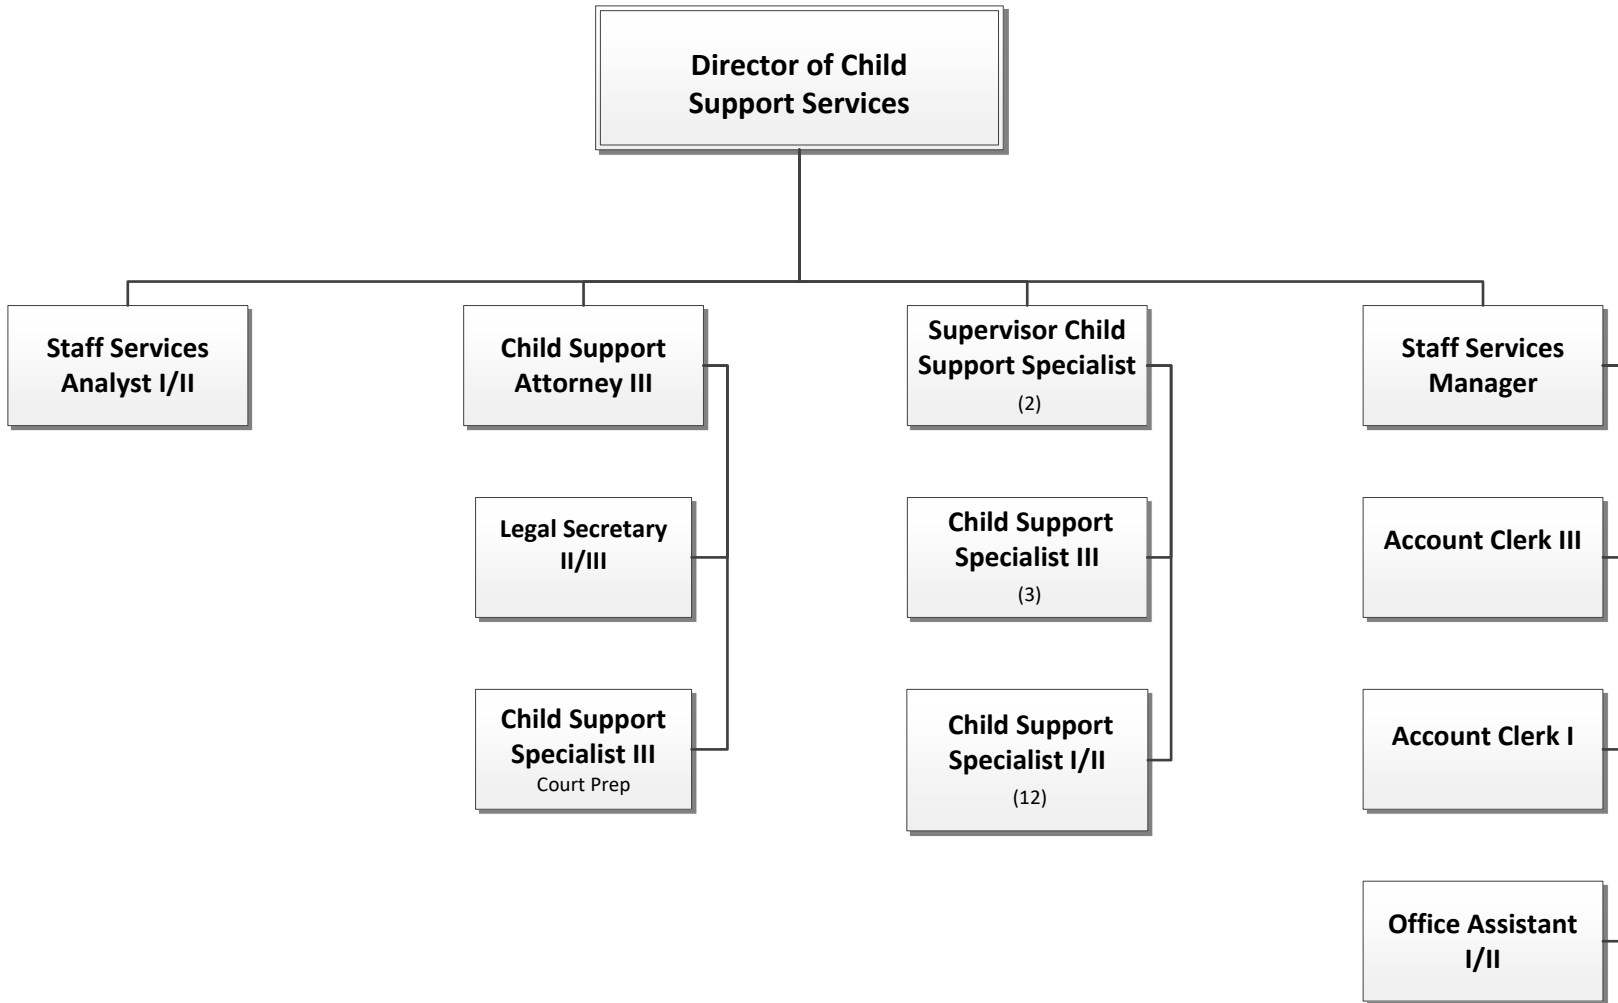 Director of Child
Support Services
Staff Services
Analyst I/II
Child Support
Attorney III
Supervisor Child
Support Specialist
(2)
Staff Services
Manager
Legal Secretary
II/III
Child Support
Specialist III
(3)
Account Clerk III
Child Support
Specialist III
Court Prep
Child Support
Specialist I/II
(12)
Account Clerk I
Office Assistant
I/II